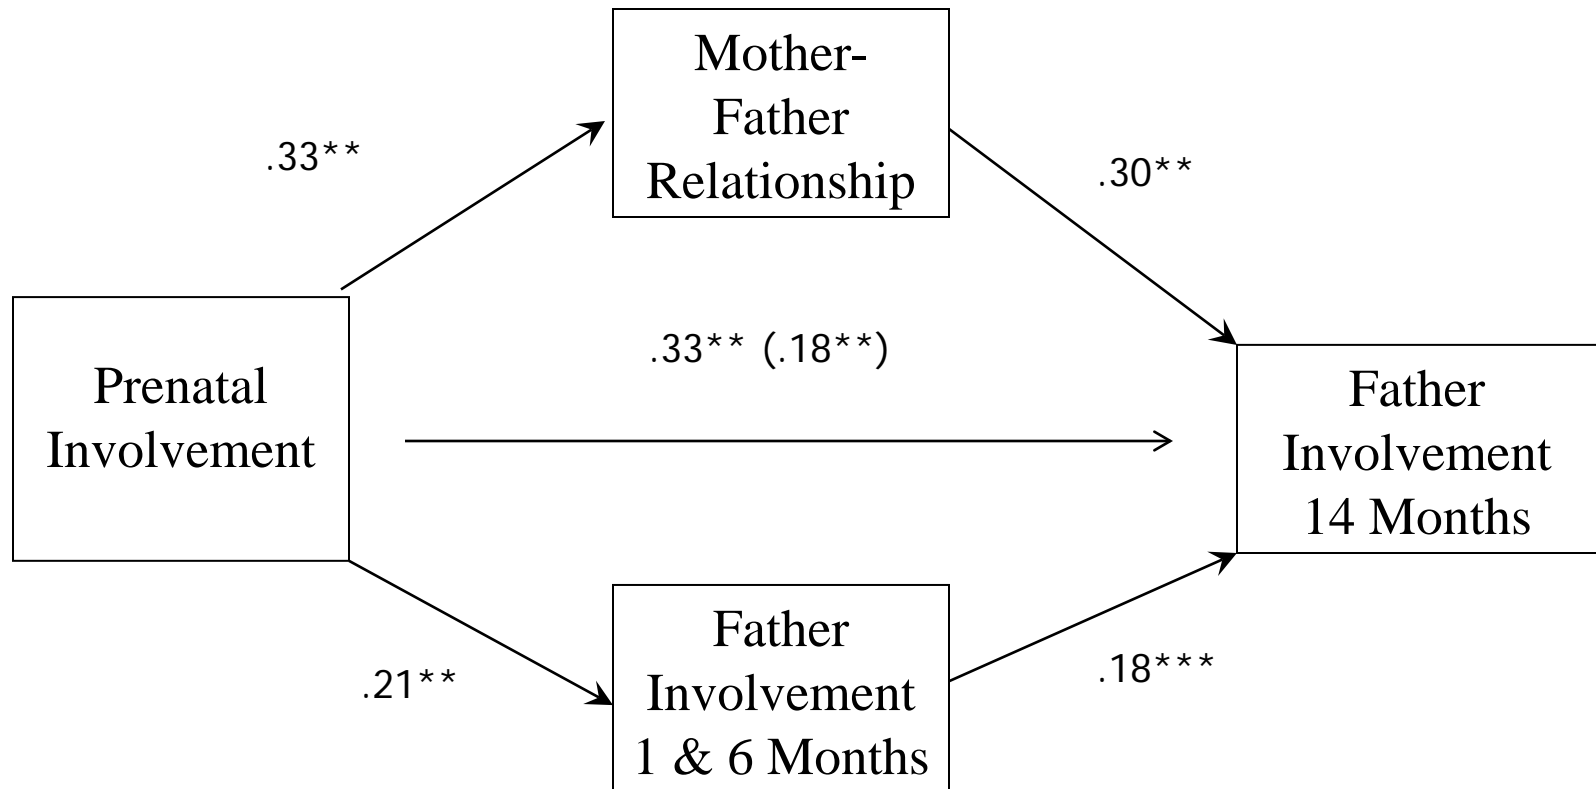 Mother-
Father
Relationship
.33**
.30**
.33** (.18**)
Prenatal
Involvement
Father
Involvement
14 Months
Father
Involvement
1 & 6 Months
.21**
.18***